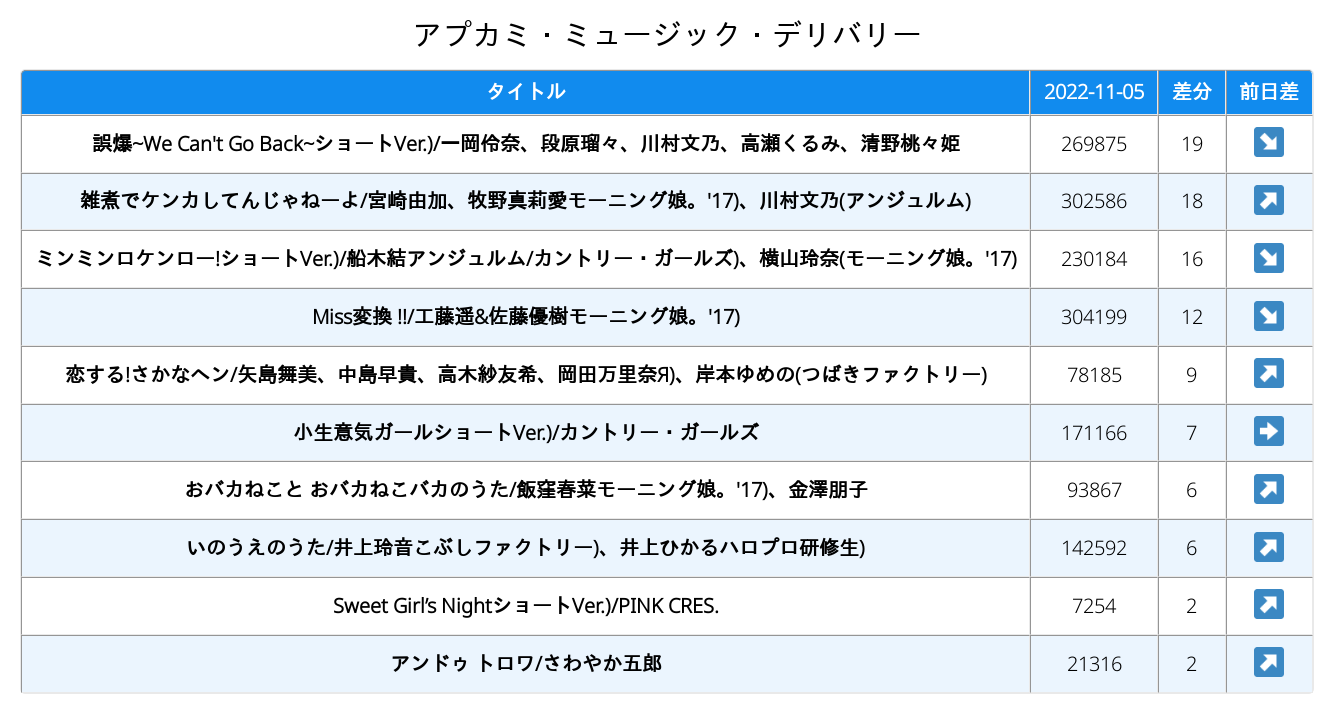 アプカミ・ミュージック・デリバリー
タイトル 2022-11-05 差分 前日差
誤爆~We Can't Go Back~ショートVer.)/一岡伶奈、段原瑠々、川村文乃、高瀬くるみ、清野桃々姫 269875 19
雑煮でケンカしてんじゃねーよ/宮崎由加、牧野真莉愛モーニング娘。'17)、川村文乃(アンジュルム) 302586 18
ミンミンロケンロー!ショートVer.)/船木結アンジュルム/カントリー・ガールズ)、横山玲奈(モーニング娘。'17) 230184 16
Miss変換 !!/工藤遥&佐藤優樹モーニング娘。'17) 304199 12
恋する!さかなヘン/矢島舞美、中島早貴、高木紗友希、岡田万里奈Я)、岸本ゆめの(つばきファクトリー) 78185 9
小生意気ガールショートVer.)/カントリー・ガールズ 171166 7
おバカねこと おバカねこバカのうた/飯窪春菜モーニング娘。'17)、金澤朋子 93867 6
いのうえのうた/井上玲音こぶしファクトリー)、井上ひかるハロプロ研修生) 142592 6
Sweet Girl’s NightショートVer.)/PINK CRES. 7254 2
アンドゥ トロワ/さわやか五郎 21316 2